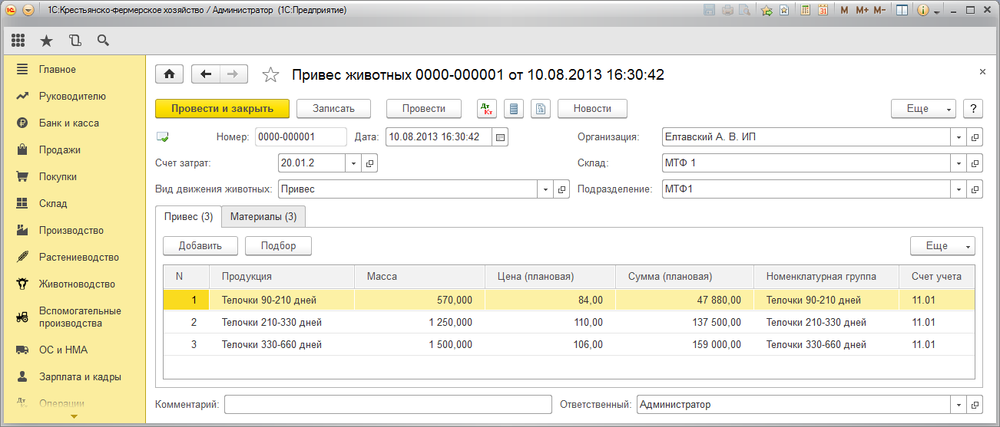 1С:Крестьянско-фермерское хозяйство / Администратор (1С:Предприятие)
M M+ M-
31
Главное
Руководителю
Банк и касса
Продажи
Покупки
Склад
Производство
Растениеводство
Животноводство
Вспомогательные
производства
ОС и НМА
Зарплата и кадры
Операции
Привес животных 0000-000001 от 10.08.2013 16:30:42
Провести и закрыть Записать Провести Дт Кт Новости Еще ?
Номер: 0000-000001 Дата: 10.08.2013 16:30:42 Организация: Елтавский А. В. ИП
Счет затрат: 20.01.2 Склад: МТФ 1
Вид движения животных: Привес Подразделение: МТФ1
Привес (3) Материалы (3)
Добавить Подбор Еще
N Продукция Масса Цена (плановая) Сумма (плановая) Номенклатурная группа Счет учета
1 Телочки 90-210 дней 570,000 84,00 47 880,00 Телочки 90-210 дней 11.01
2 Телочки 210-330 дней 1 250,000 110,00 137 500,00 Телочки 210-330 дней 11.01
3 Телочки 330-660 дней 1 500,000 106,00 159 000,00 Телочки 330-660 дней 11.01
Комментарий: Ответственный: Администратор